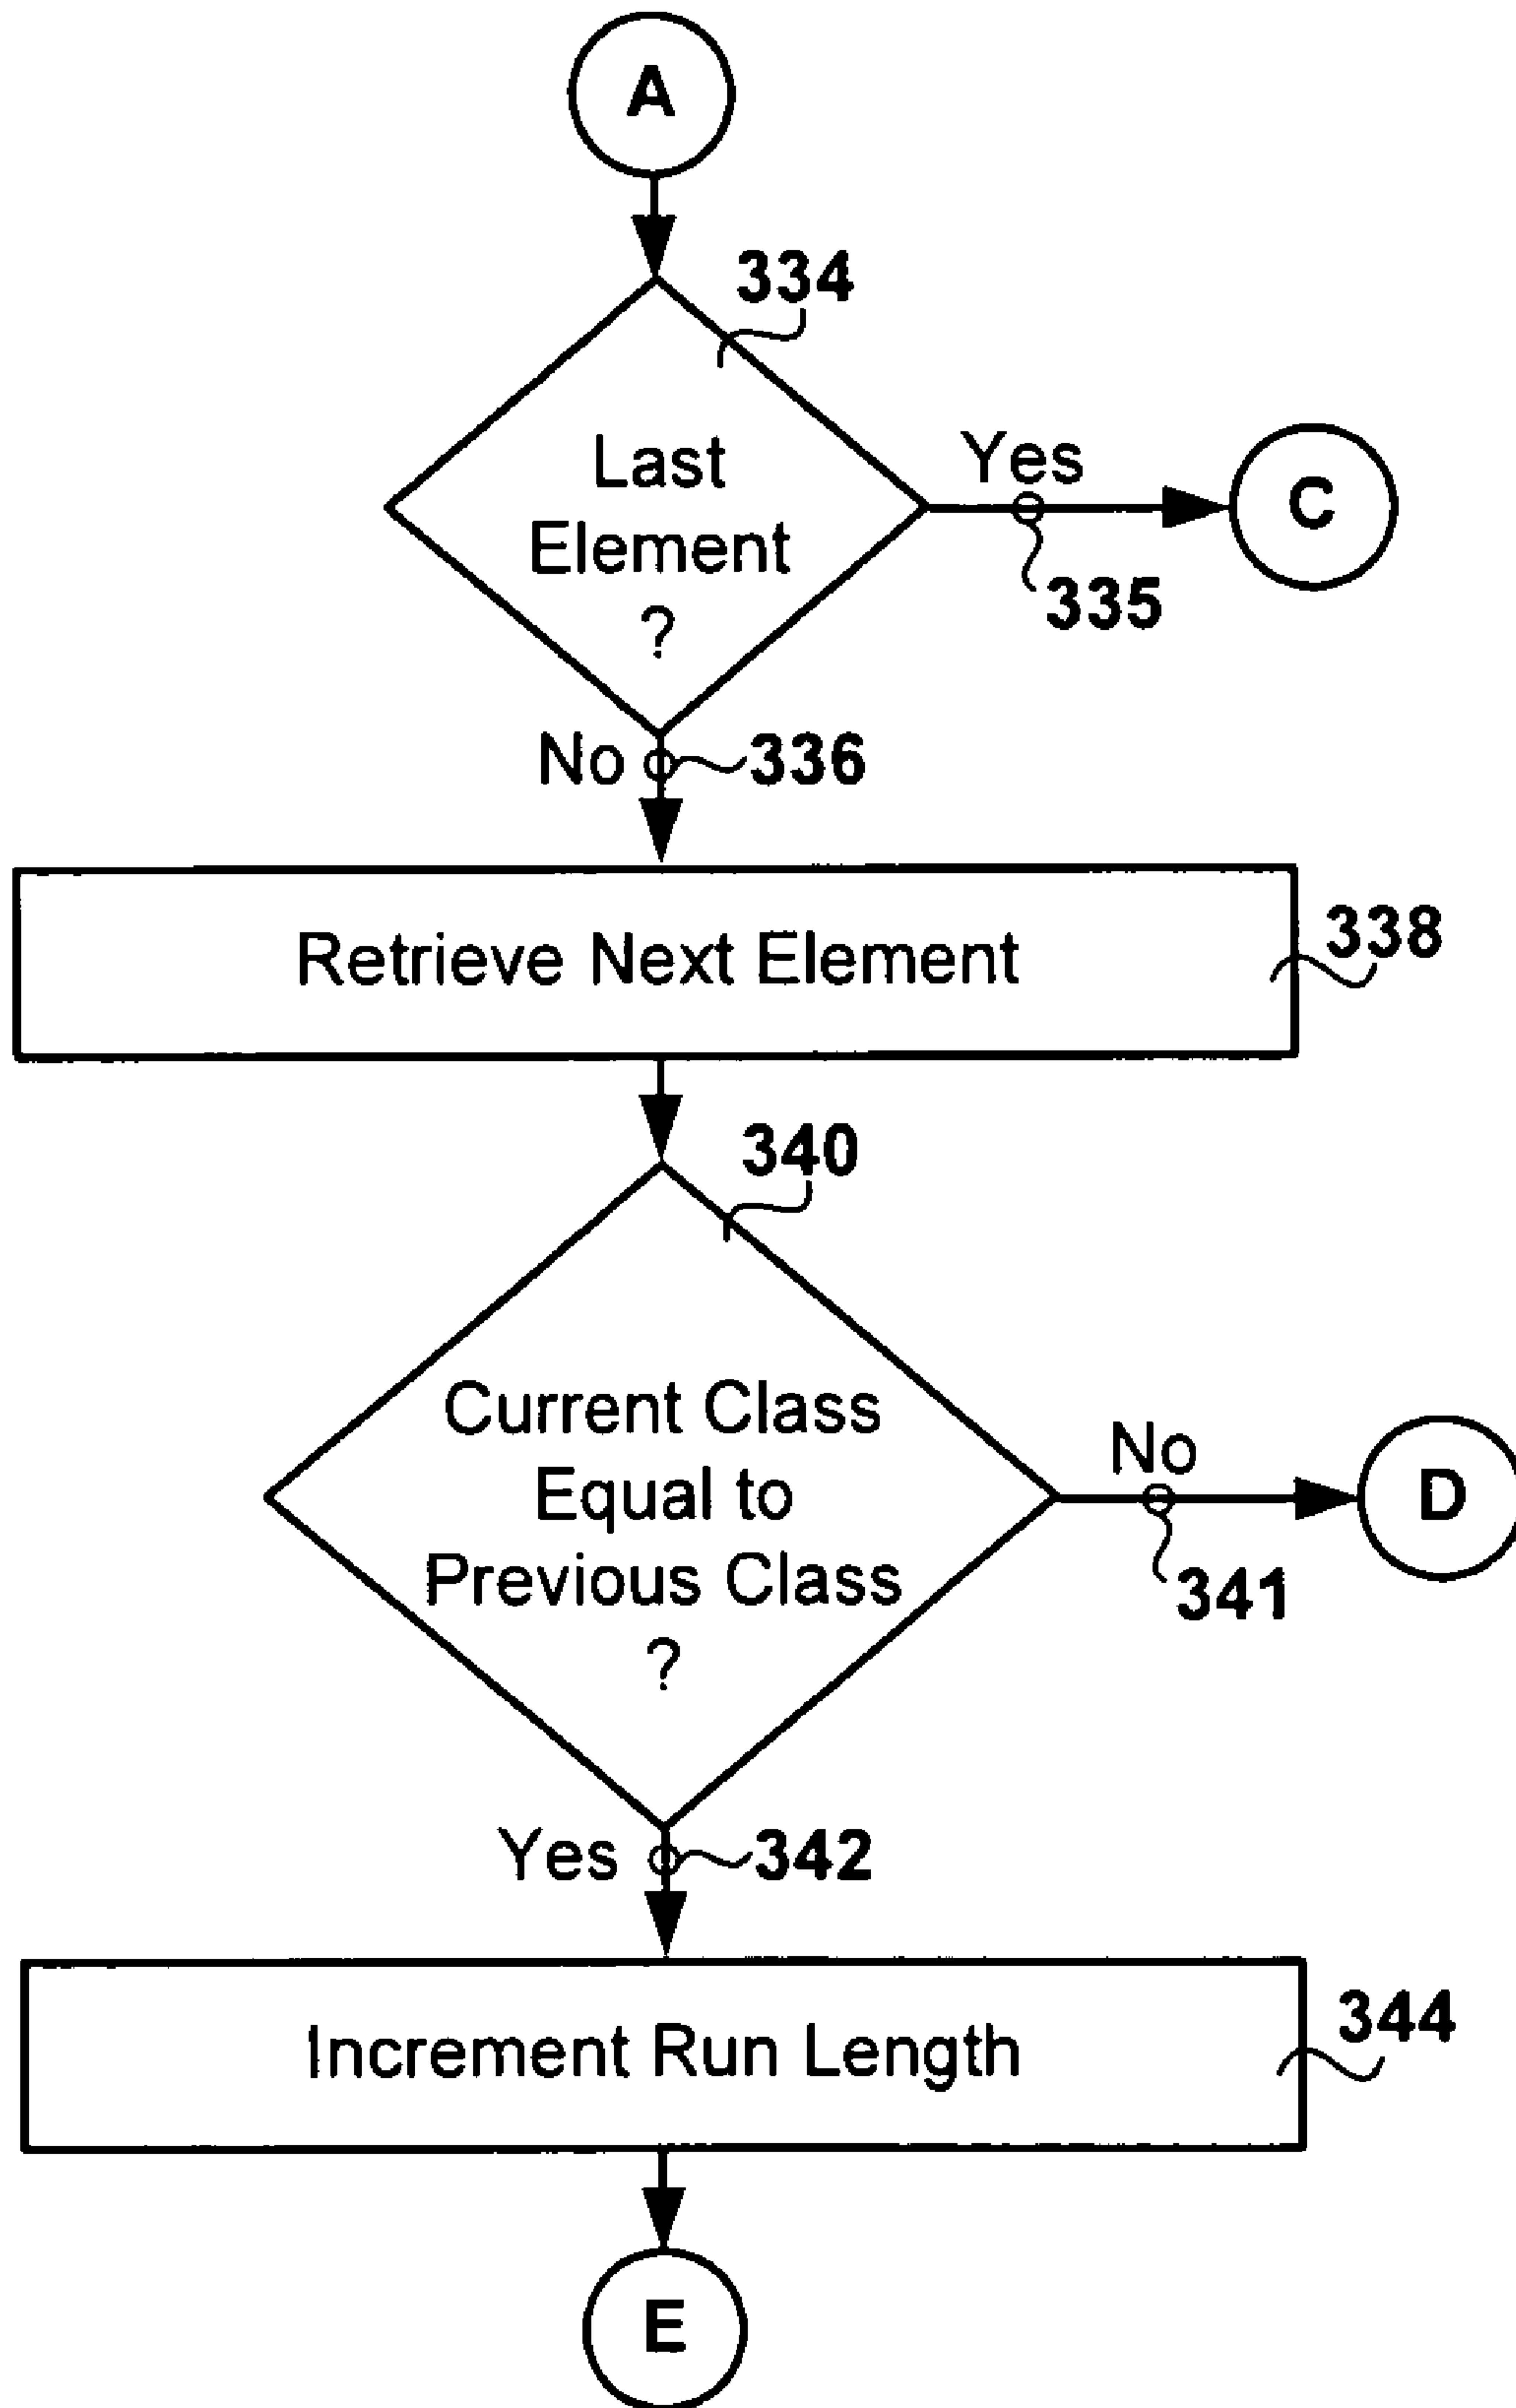 A
334
Last
Element
?
Yes
C
335
No
336
Retrieve Next Element
338
340
Current Class
Equal to
Previous Class
?
No
D
341
Yes
342
Increment Run Length
344
E